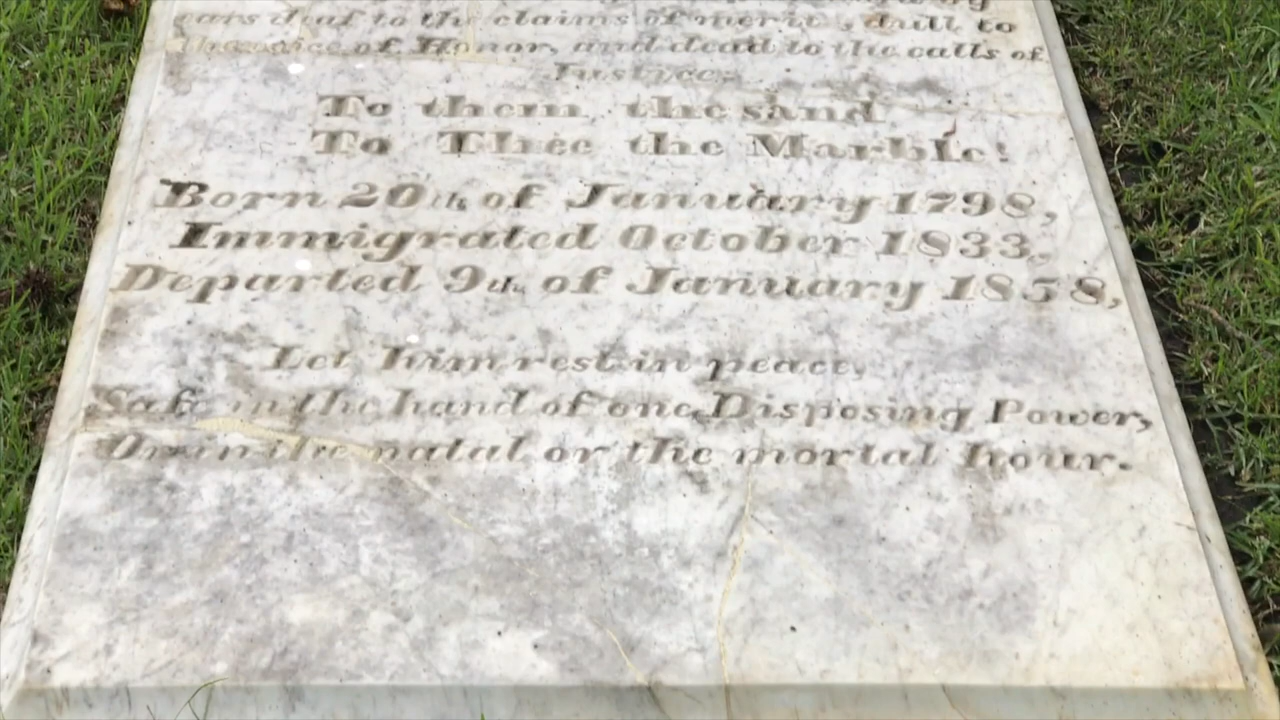 ears deaf to the claims of merit, dull to
the voice of Honor, and dead to the calls of
Justyce:
To them the sand
To Thee the Marble!
Born 20th of January 1798,
Immigrated October 1833,
Departed 9th of January 1858,
Let him rest in peace,
Safe in the hand of one Disposing Power,
Or in the natal or the mortal hour.